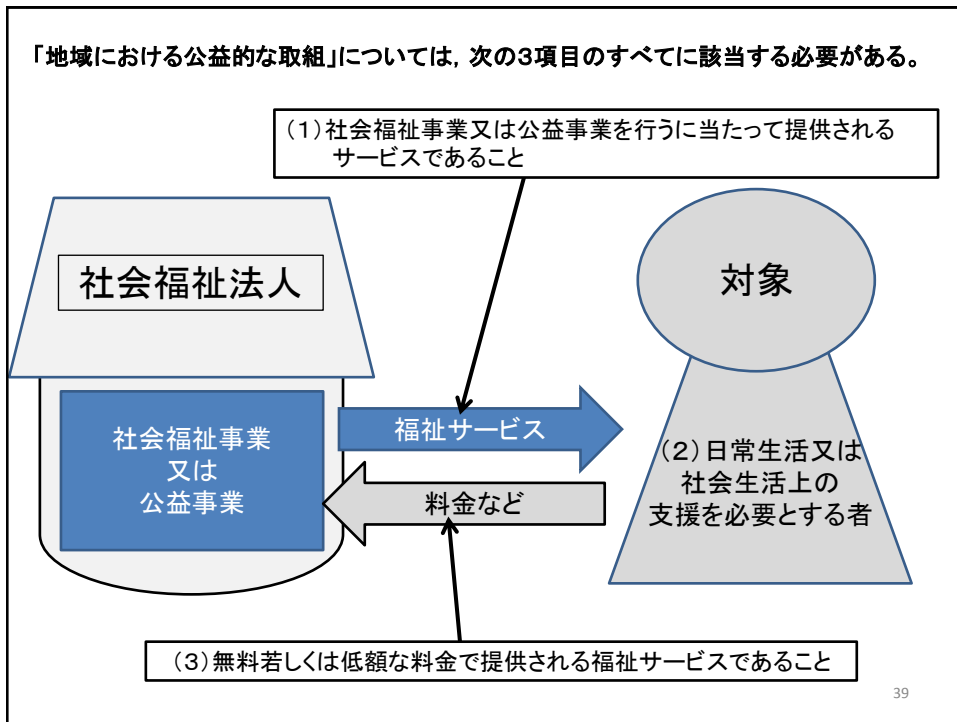 「地域における公益的な取組」については，次の3項目のすべてに該当する必要がある。
（１）社会福祉事業又は公益事業を行うに当たって提供される
サービスであること
社会福祉法人
対象
社会福祉事業
又は
公益事業
福祉サービス
料金など
（２）日常生活又は
社会生活上の
支援を必要とする者
（３）無料若しくは低額な料金で提供される福祉サービスであること
39